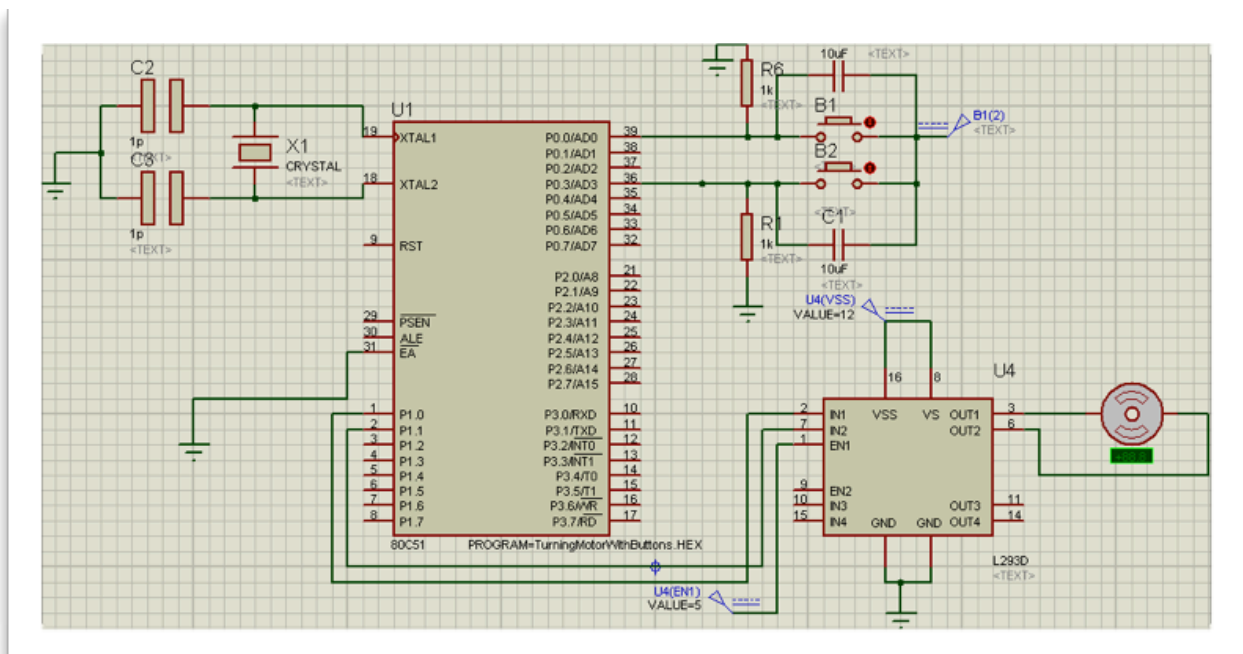 C2
1p
<TEXT>
C3
1p
<TEXT>
X1
CRYSTAL
<TEXT>
U1
19 XTAL1
18 XTAL2
9 RST
29 PSEN
30 ALE
31 EA
1 P1.0
2 P1.1
3 P1.2
4 P1.3
5 P1.4
6 P1.5
7 P1.6
8 P1.7
P0.0/AD0 39
P0.1/AD1 38
P0.2/AD2 37
P0.3/AD3 36
P0.4/AD4 35
P0.5/AD5 34
P0.6/AD6 33
P0.7/AD7 32
P2.0/A8 21
P2.1/A9 22
P2.2/A10 23
P2.3/A11 24
P2.4/A12 25
P2.5/A13 26
P2.6/A14 27
P2.7/A15 28
P3.0/RXD 10
P3.1/TXD 11
P3.2/INT0 12
P3.3/INT1 13
P3.4/T0 14
P3.5/T1 15
P3.6/WR 16
P3.7/RD 17
80C51
PROGRAM=TurningMotorWithButtons.HEX
R6
1k
<TEXT>
10uF
<TEXT>
B1
B1(2)
<TEXT>
B2
<TEXT>
C1
10uF
<TEXT>
R1
1k
<TEXT>
U4(VSS)
VALUE=12
U4
16 8
VSS VS
2 IN1
7 IN2
1 EN1
9 EN2
10 IN3
15 IN4
OUT1 3
OUT2 6
OUT3 11
OUT4 14
GND GND
L293D
<TEXT>
U4(EN1)
VALUE=5